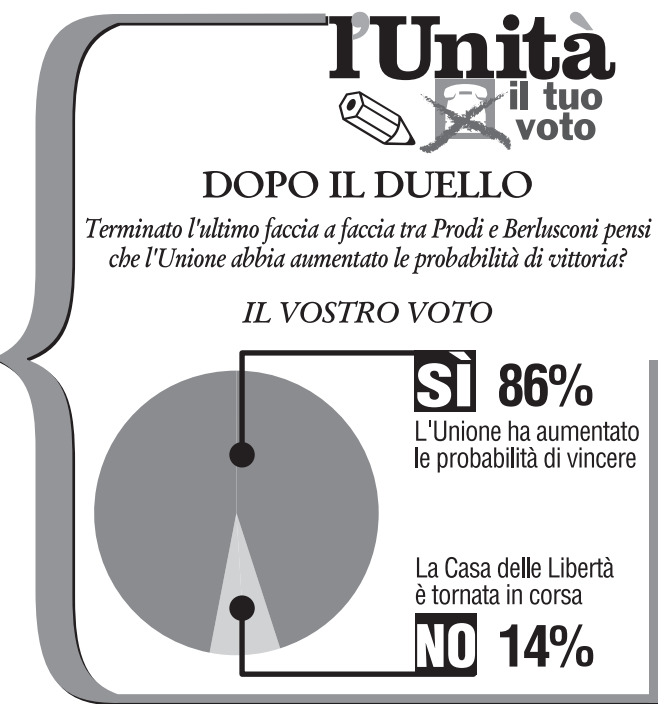 l'Unità
il tuo
voto
DOPO IL DUELLO
Terminato l'ultimo faccia a faccia tra Prodi e Berlusconi pensi
che l'Unione abbia aumentato le probabilità di vittoria?
IL VOSTRO VOTO
SÌ 86%
L'Unione ha aumentato
le probabilità di vincere
La Casa delle Libertà
è tornata in corsa
NO 14%